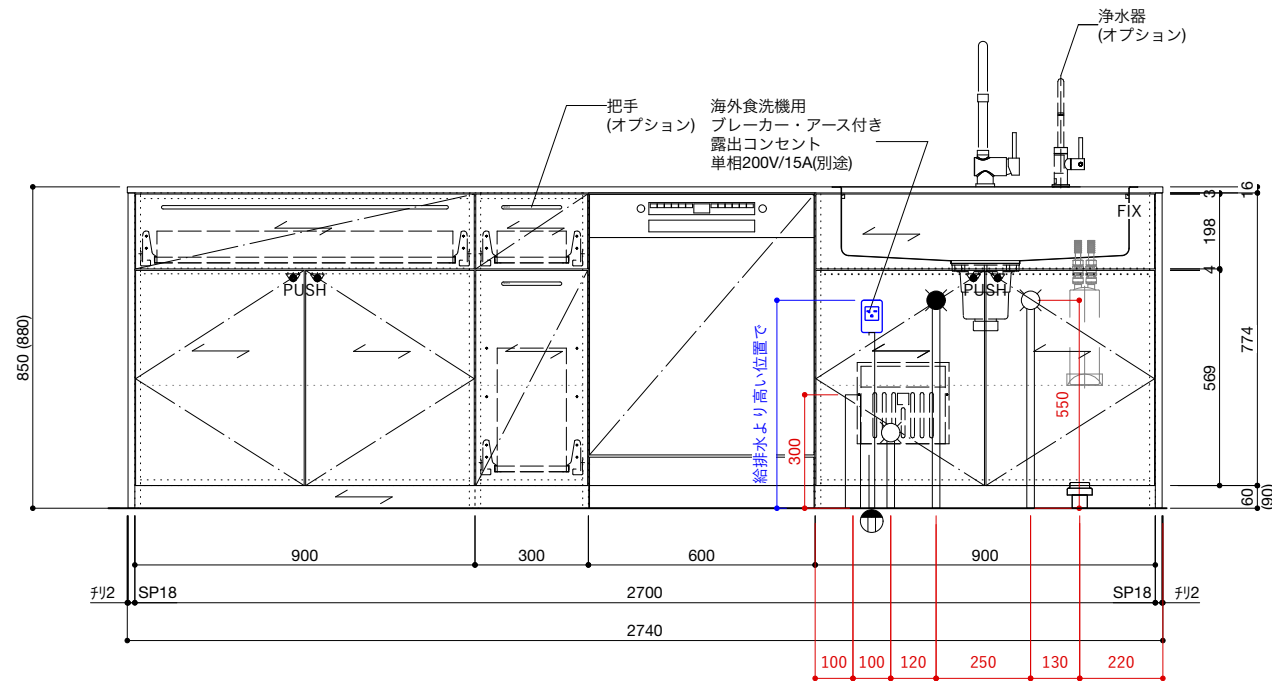 浄水器
(オプション)
把手
(オプション)
海外食洗機用
ブレーカー・アース付き
露出コンセント
単相200V/15A(別途)
FIX
PUSH
PUSH
給排水より高い位置で
300
550
850 (880)
16
3
198
4
774
569
60
(90)
900
300
600
900
ﾁﾘ2
SP18
2700
SP18
ﾁﾘ2
2740
100
100
120
250
130
220